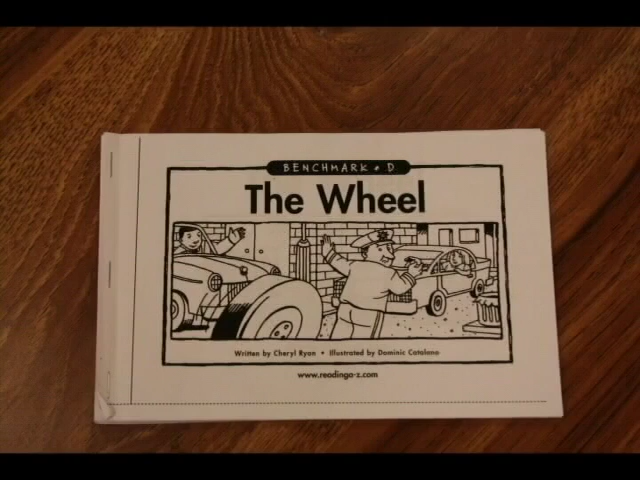 BENCHMARK • D
The Wheel
Written by Cheryl Ryan • Illustrated by Dominic Catalano
www.readinga-z.com